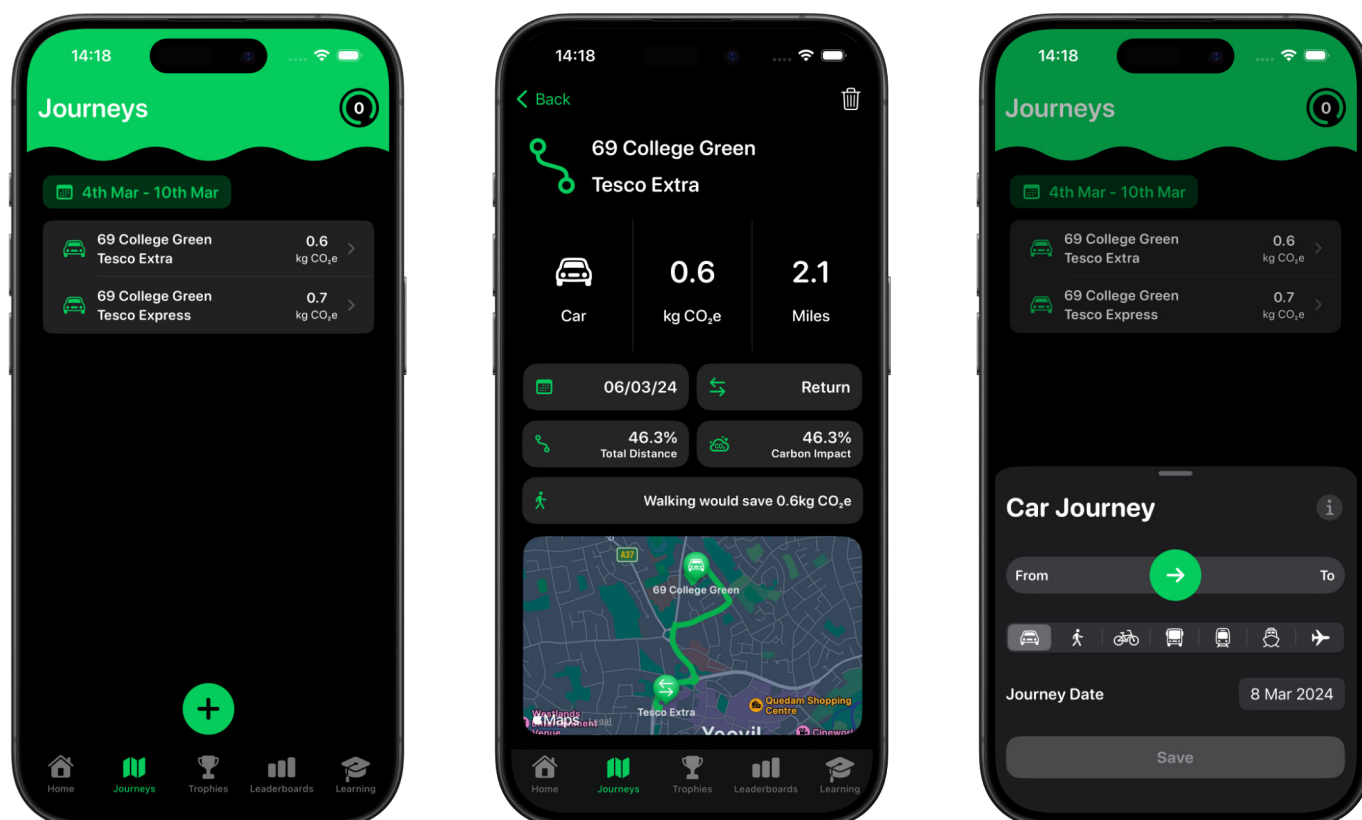 14:18
Journeys
0
4th Mar - 10th Mar
69 College Green
Tesco Extra
0.6
kg CO₂e
69 College Green
Tesco Express
0.7
kg CO₂e
Home
Journeys
Trophies
Leaderboards
Learning
14:18
Back
69 College Green
Tesco Extra
Car
0.6
kg CO₂e
2.1
Miles
06/03/24
Return
46.3%
Total Distance
CO₂
46.3%
Carbon Impact
Walking would save 0.6kg CO₂e
A37
69 College Green
Quedam Shopping
Centre
Tesco Extra
Westlands
Entertainment
Venue
Maps
Legal
Yeovil
Cineworl
Home
Journeys
Trophies
Leaderboards
Learning
14:18
Journeys
0
4th Mar - 10th Mar
69 College Green
Tesco Extra
0.6
kg CO₂e
69 College Green
Tesco Express
0.7
kg CO₂e
Car Journey
i
From
To
Journey Date
8 Mar 2024
Save